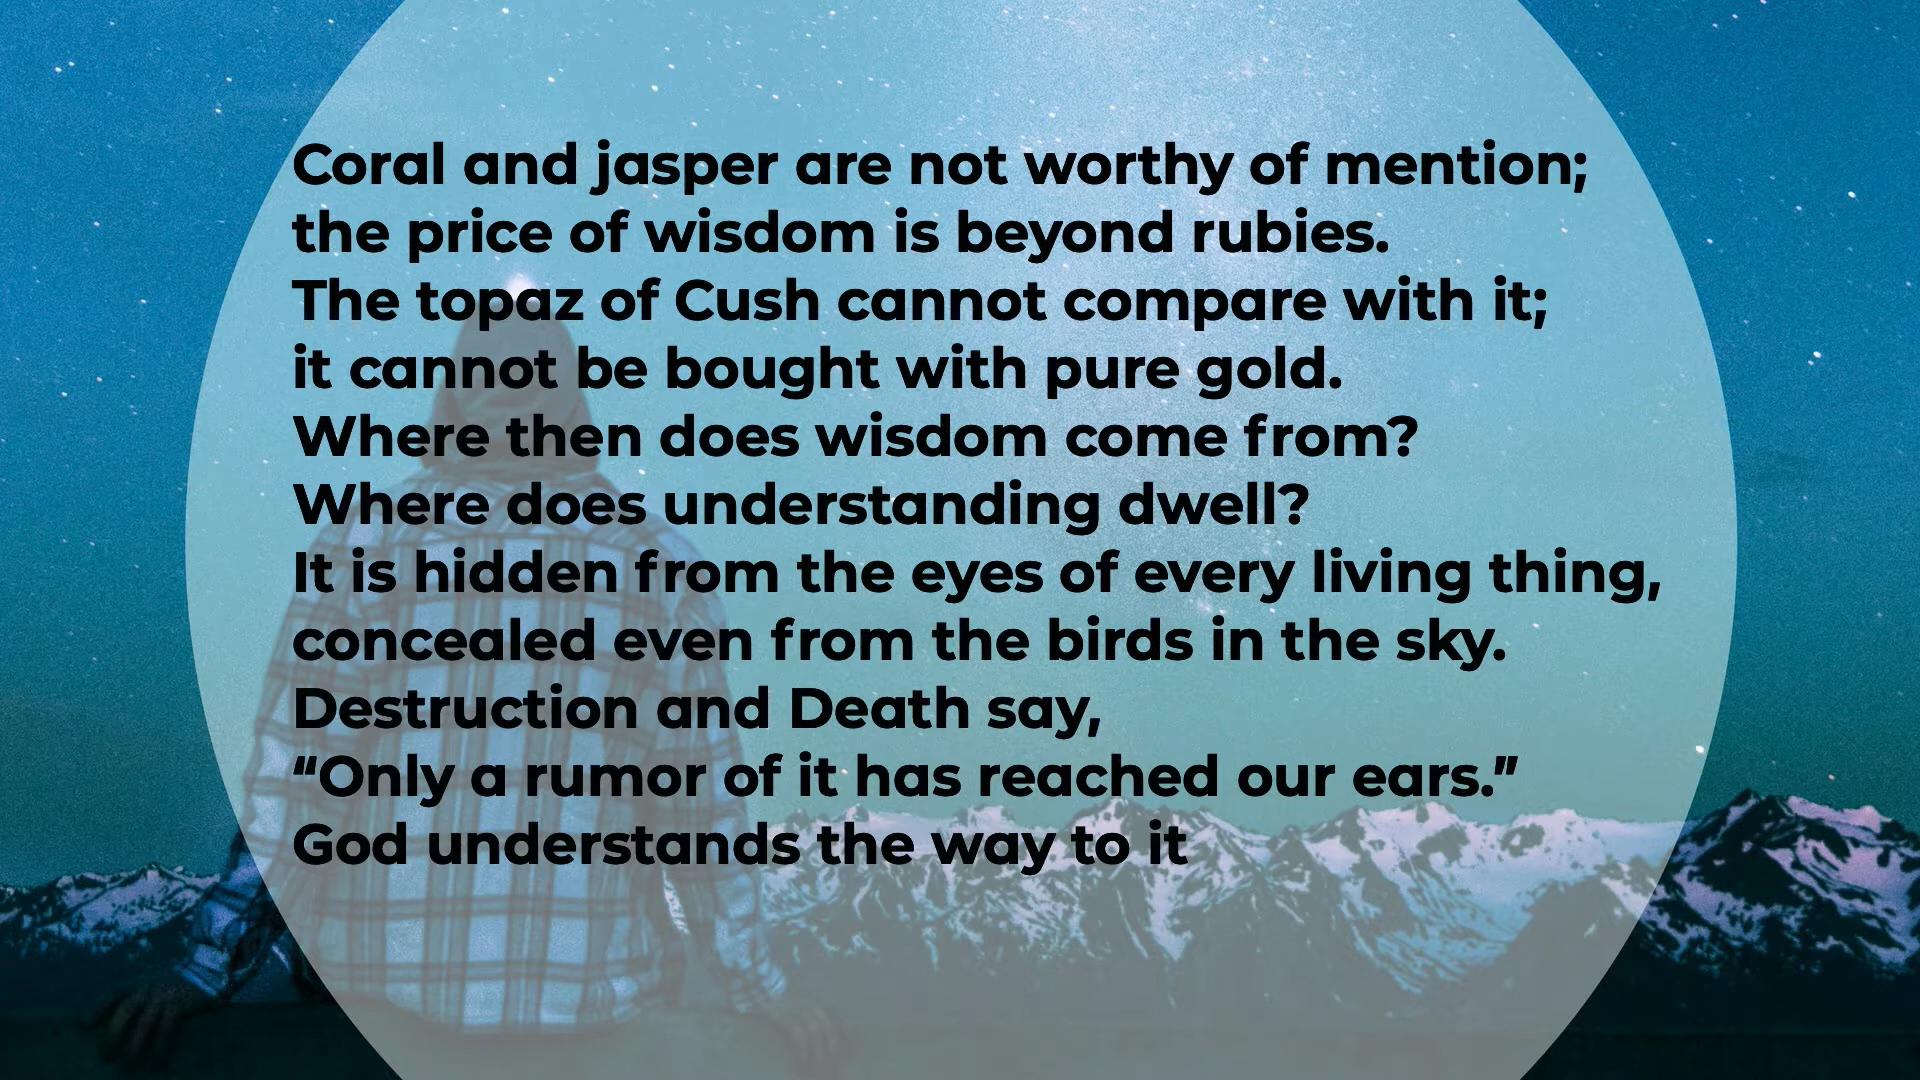 Coral and jasper are not worthy of mention;
the price of wisdom is beyond rubies.
The topaz of Cush cannot compare with it;
it cannot be bought with pure gold.
Where then does wisdom come from?
Where does understanding dwell?
It is hidden from the eyes of every living thing,
concealed even from the birds in the sky.
Destruction and Death say,
“Only a rumor of it has reached our ears.”
God understands the way to it